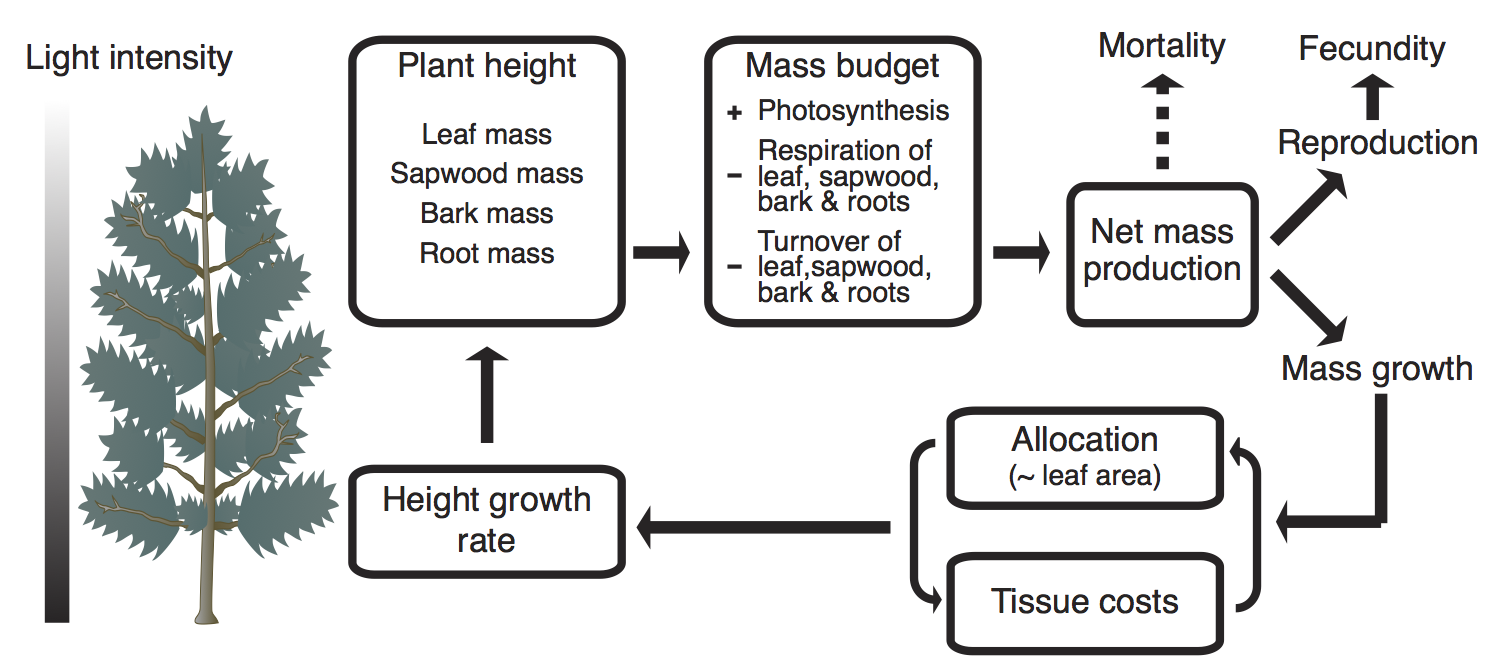 Light intensity
Plant height
Leaf mass
Sapwood mass
Bark mass
Root mass
Mass budget
+ Photosynthesis
Respiration of
- leaf, sapwood,
bark & roots
Turnover of
- leaf,sapwood,
bark & roots
Mortality
Fecundity
Reproduction
Net mass
production
Mass growth
Allocation
(~ leaf area)
Tissue costs
Height growth
rate